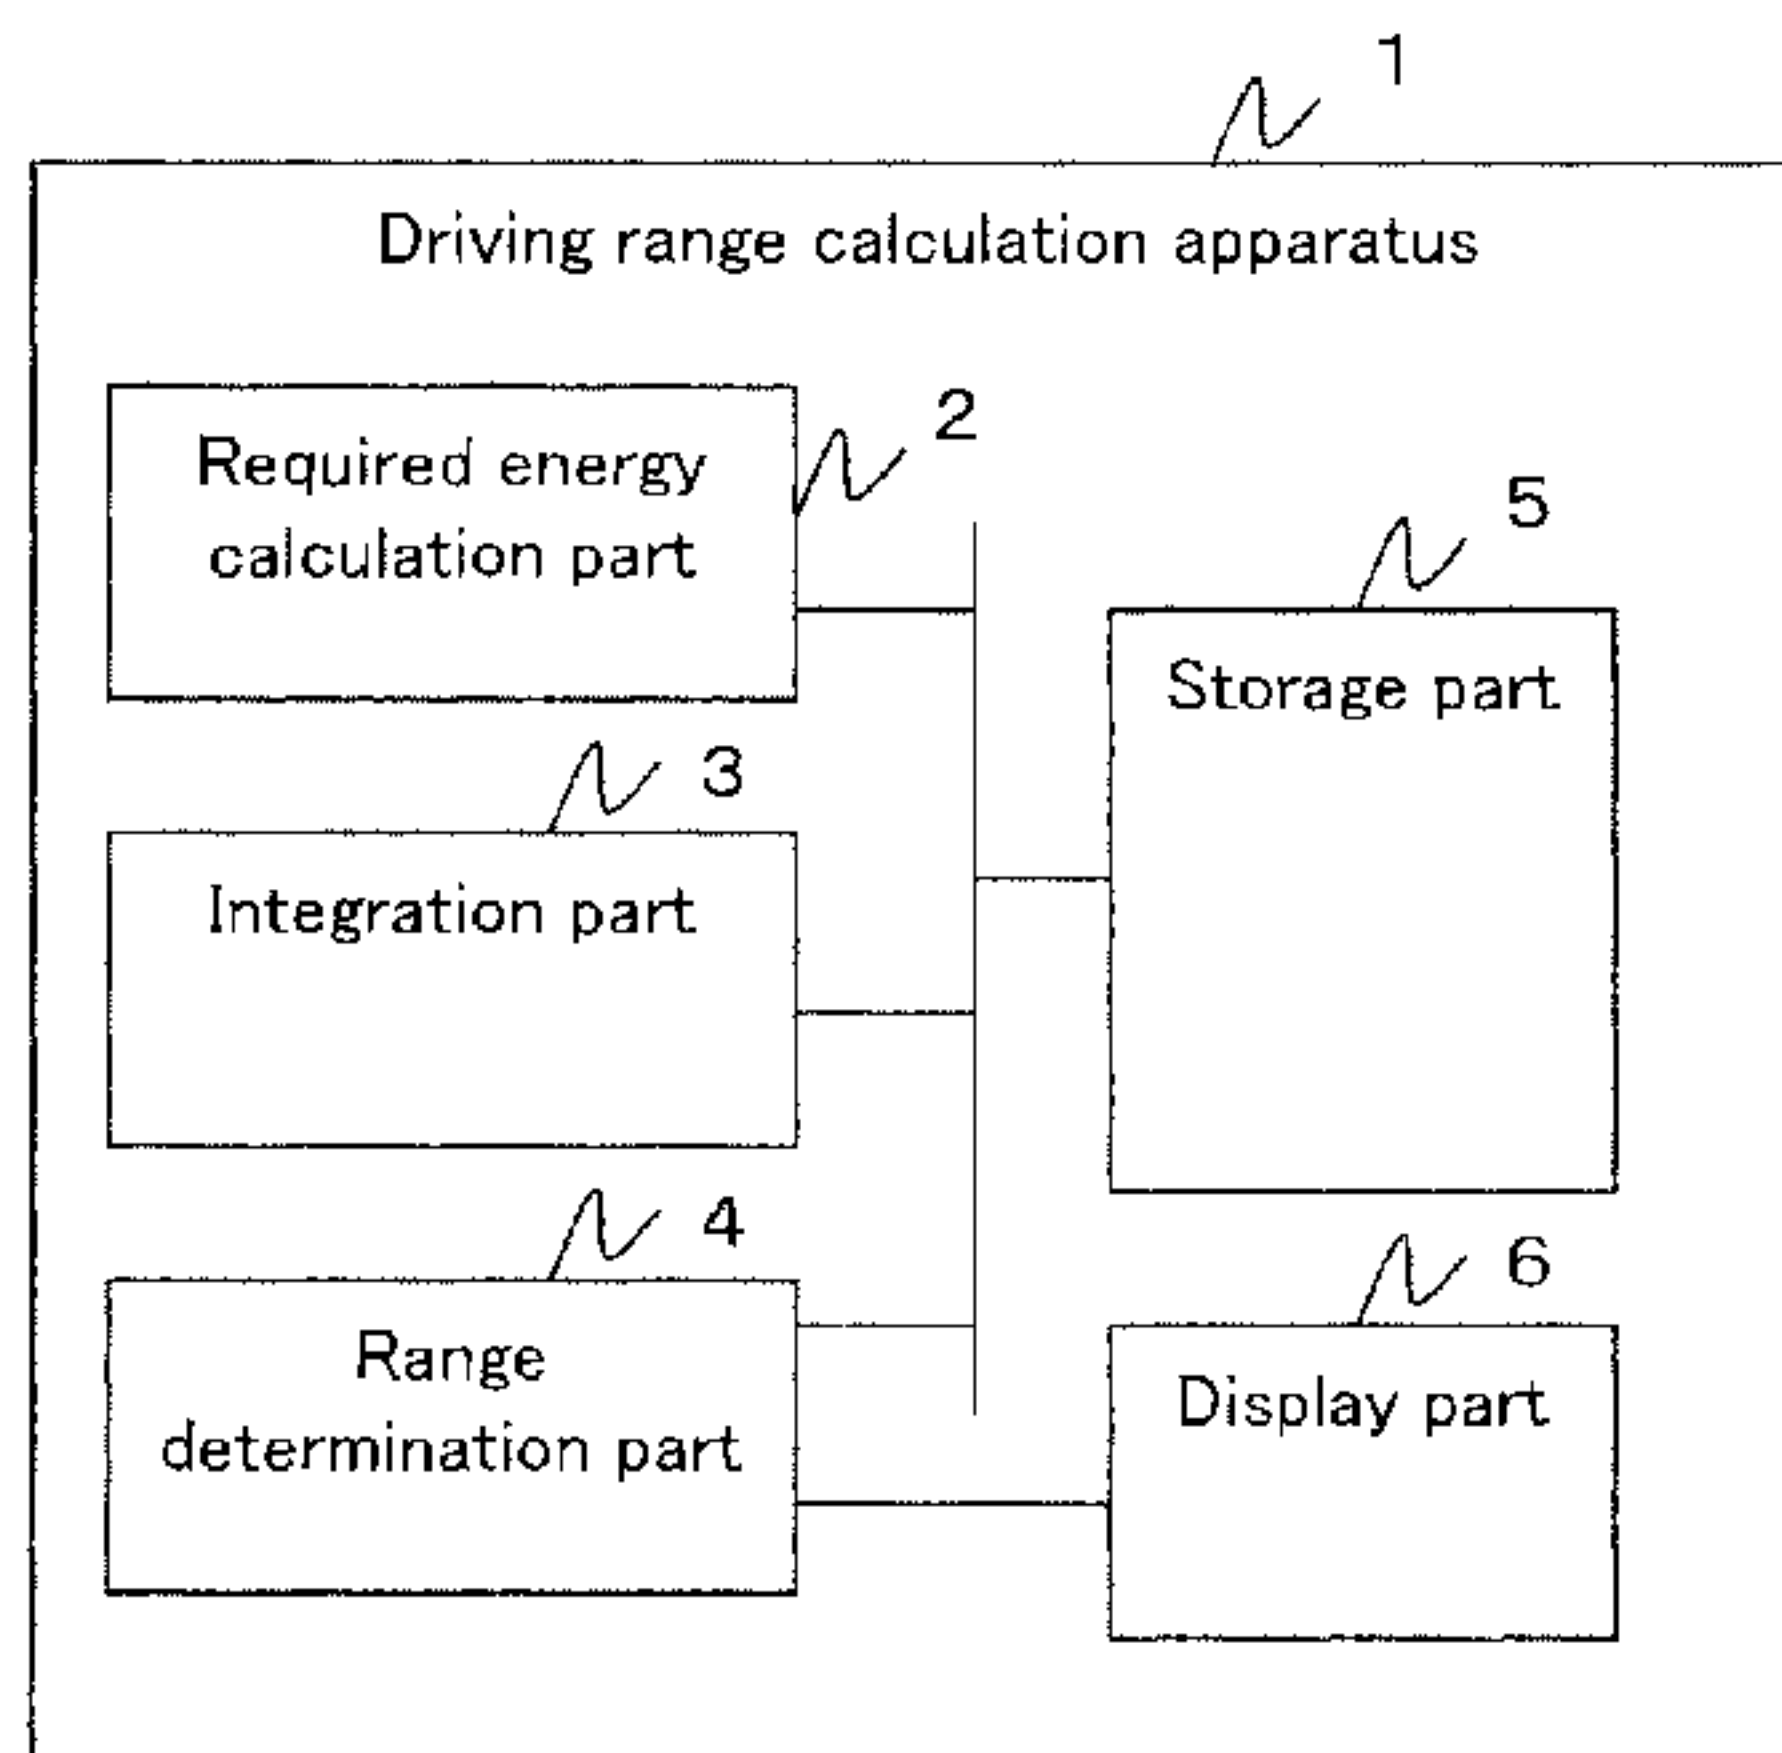 1
Driving range calculation apparatus
2
Required energy
calculation part
5
Storage part
3
Integration part
4
Range
determination part
6
Display part